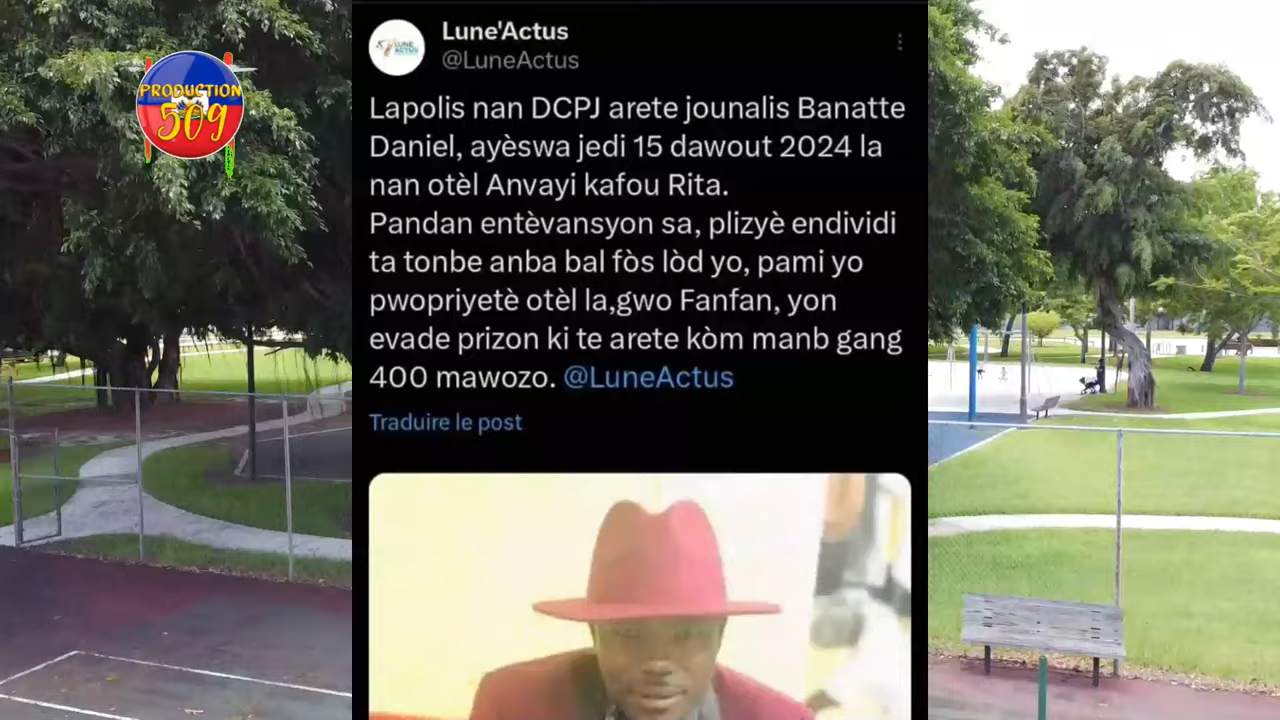 PRODUCTION
509
Lune'Actus
@LuneActus
Lapolis nan DCPJ arete jounalis Banatte
Daniel, ayèswa jedi 15 dawout 2024 la
nan otèl Anvayi kafou Rita.
Pandan entèvansyon sa, plizyè endividi
ta tonbe anba bal fòs lòd yo, pami yo
pwopriyetè otèl la,gwo Fanfan, yon
evade prizon ki te arete kòm manb gang
400 mawozo. @LuneActus
Traduire le post